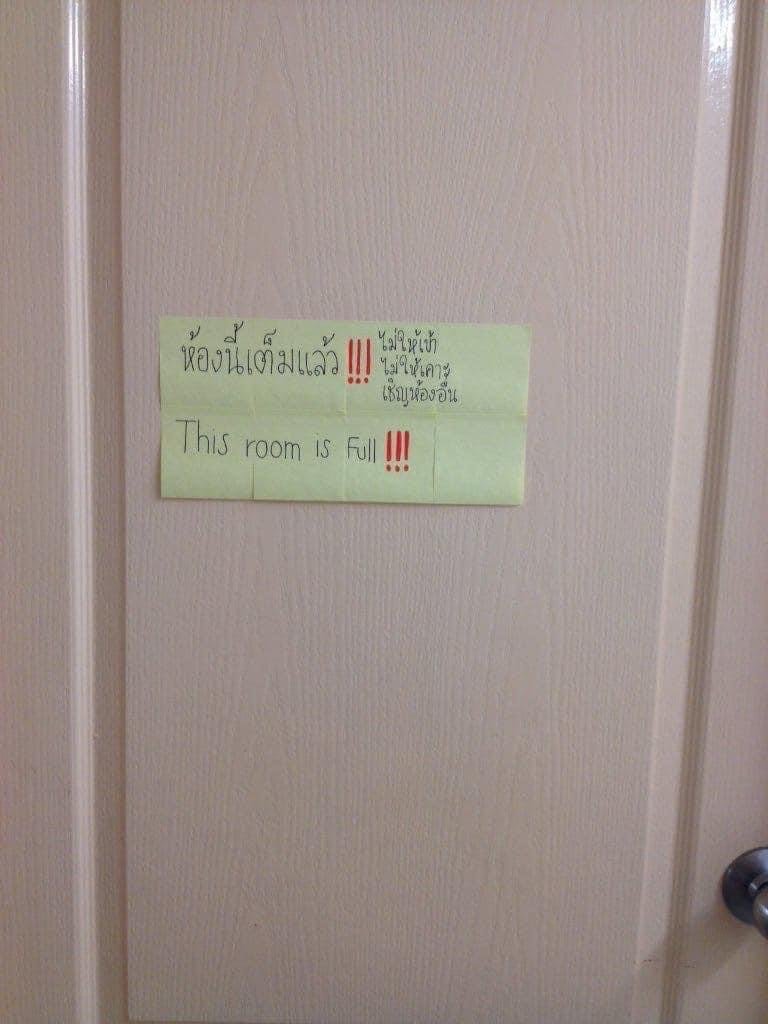 ห้องนี้เต็มแล้ว !!!
ไม่ให้เข้า
ไม่ให้เคาะ
เชิญห้องอื่น
This room is Full !!!